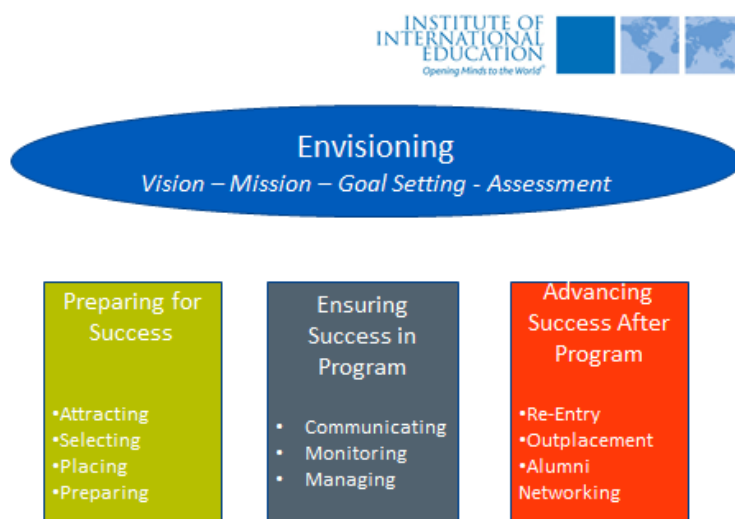 INSTITUTE OF
INTERNATIONAL
EDUCATION
Opening Minds to the World®
Envisioning
Vision – Mission – Goal Setting - Assessment
Preparing for
Success
•Attracting
•Selecting
•Placing
•Preparing
Ensuring
Success in
Program
• Communicating
• Monitoring
• Managing
Advancing
Success After
Program
•Re-Entry
•Outplacement
•Alumni
Networking